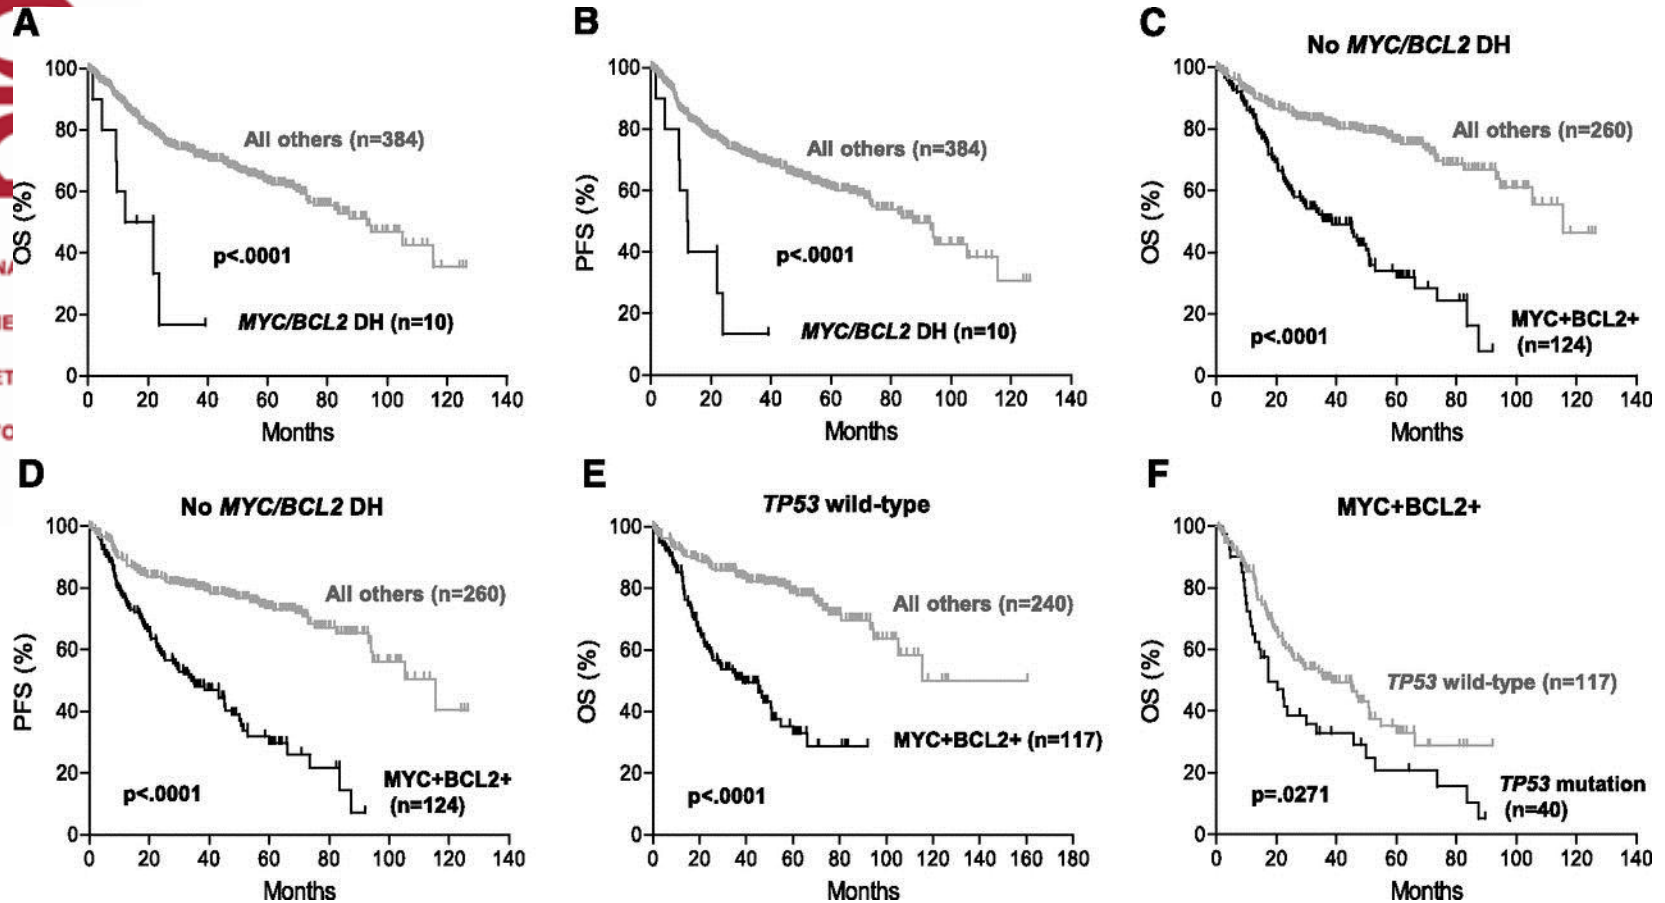 A
100
80
60
40
20
0
OS (%)
All others (n=384)
p<.0001
MYC/BCL2 DH (n=10)
0 20 40 60 80 100 120 140
Months
B
100
80
60
40
20
0
PFS (%)
All others (n=384)
p<.0001
MYC/BCL2 DH (n=10)
0 20 40 60 80 100 120 140
Months
C
No MYC/BCL2 DH
100
80
60
40
20
0
OS (%)
All others (n=260)
p<.0001
MYC+BCL2+
(n=124)
0 20 40 60 80 100 120 140
Months
D
No MYC/BCL2 DH
100
80
60
40
20
0
PFS (%)
All others (n=260)
p<.0001
MYC+BCL2+
(n=124)
0 20 40 60 80 100 120 140
Months
E
TP53 wild-type
100
80
60
40
20
0
OS (%)
All others (n=240)
MYC+BCL2+ (n=117)
p<.0001
0 20 40 60 80 100 120 140 160 180
Months
F
MYC+BCL2+
100
80
60
40
20
0
OS (%)
TP53 wild-type (n=117)
p=.0271
TP53 mutation
(n=40)
0 20 40 60 80 100 120 140
Months